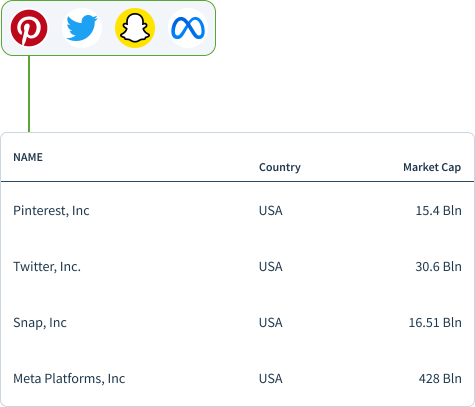 NAME Country Market Cap
Pinterest, Inc USA 15.4 Bln
Twitter, Inc. USA 30.6 Bln
Snap, Inc USA 16.51 Bln
Meta Platforms, Inc USA 428 Bln